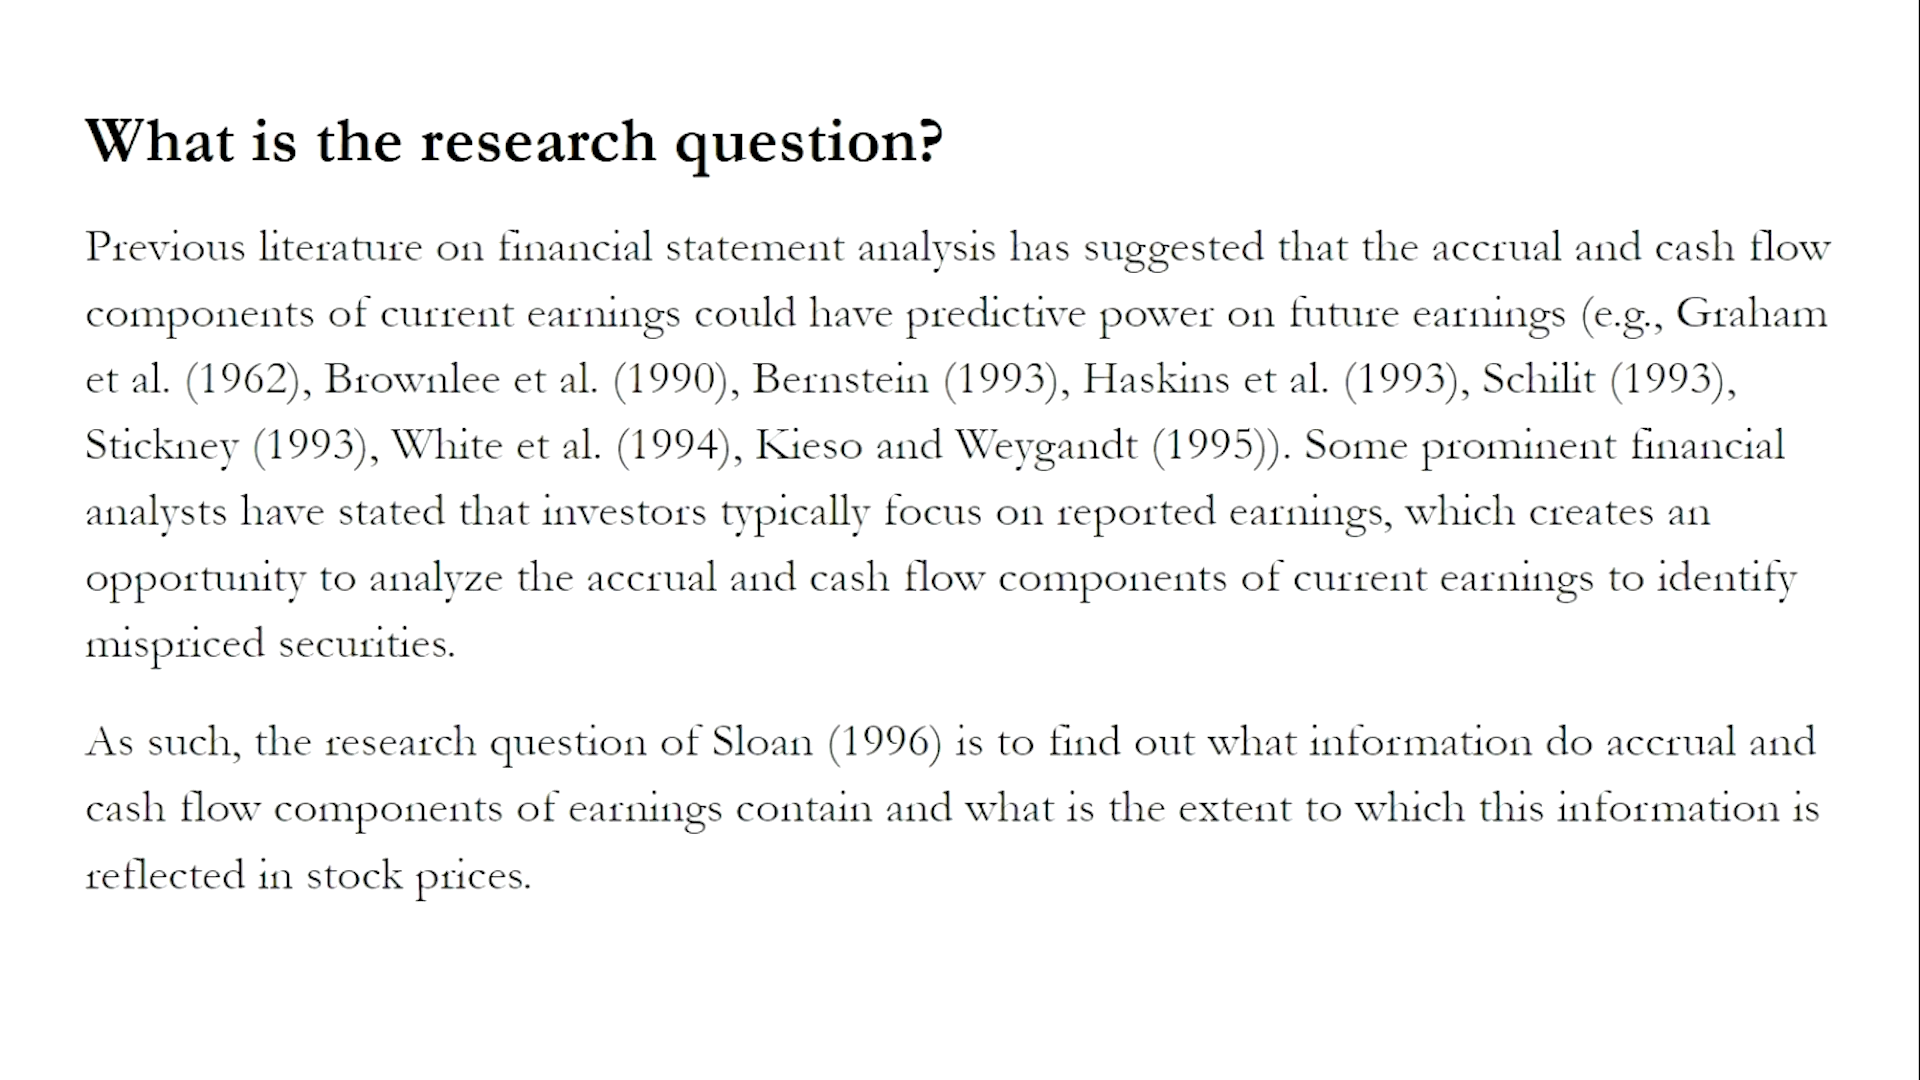 What is the research question?
Previous literature on financial statement analysis has suggested that the accrual and cash flow
components of current earnings could have predictive power on future earnings (e.g., Graham
et al. (1962), Brownlee et al. (1990), Bernstein (1993), Haskins et al. (1993), Schilit (1993),
Stickney (1993), White et al. (1994), Kieso and Weygandt (1995)). Some prominent financial
analysts have stated that investors typically focus on reported earnings, which creates an
opportunity to analyze the accrual and cash flow components of current earnings to identify
mispriced securities.
As such, the research question of Sloan (1996) is to find out what information do accrual and
cash flow components of earnings contain and what is the extent to which this information is
reflected in stock prices.